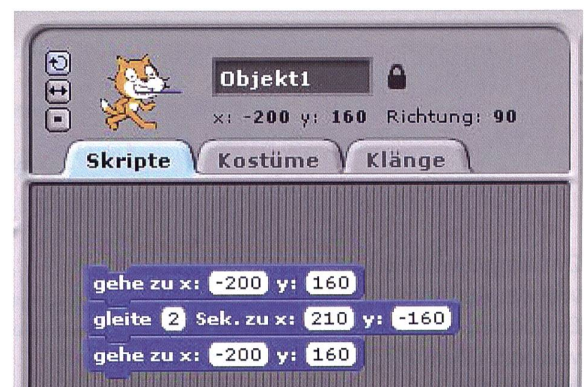 Objekt1
x: -200 y: 160 Richtung: 90
Skripte Kostüme Klänge
gehe zu x: -200 y: 160
gleite 2 Sek. zu x: 210 y: -160
gehe zu x: -200 y: 160